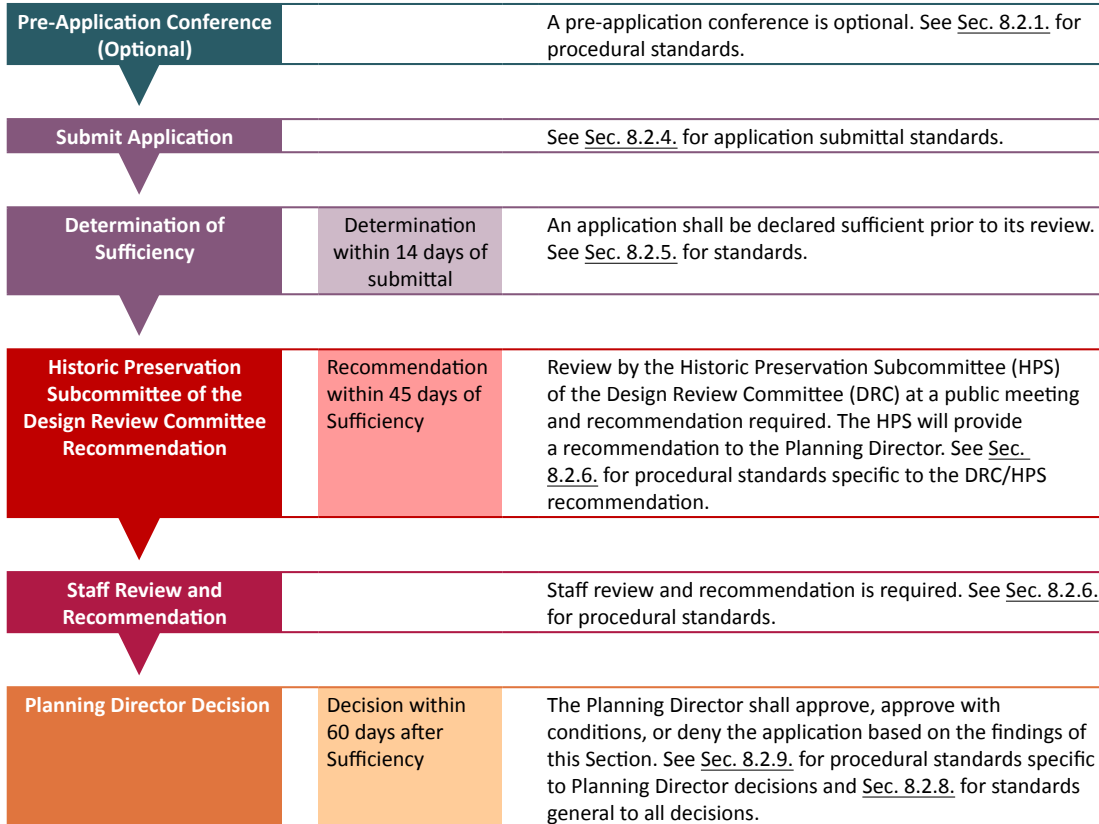 Pre-Application Conference
(Optional)
A pre-application conference is optional. See Sec. 8.2.1. for
procedural standards.
Submit Application
See Sec. 8.2.4. for application submittal standards.
Determination of
Sufficiency
Determination
within 14 days of
submittal
An application shall be declared sufficient prior to its review.
See Sec. 8.2.5. for standards.
Historic Preservation
Subcommittee of the
Design Review Committee
Recommendation
Recommendation
within 45 days of
Sufficiency
Review by the Historic Preservation Subcommittee (HPS)
of the Design Review Committee (DRC) at a public meeting
and recommendation required. The HPS will provide
a recommendation to the Planning Director. See Sec.
8.2.6. for procedural standards specific to the DRC/HPS
recommendation.
Staff Review and
Recommendation
Staff review and recommendation is required. See Sec. 8.2.6.
for procedural standards.
Planning Director Decision
Decision within
60 days after
Sufficiency
The Planning Director shall approve, approve with
conditions, or deny the application based on the findings of
this Section. See Sec. 8.2.9. for procedural standards specific
to Planning Director decisions and Sec. 8.2.8. for standards
general to all decisions.